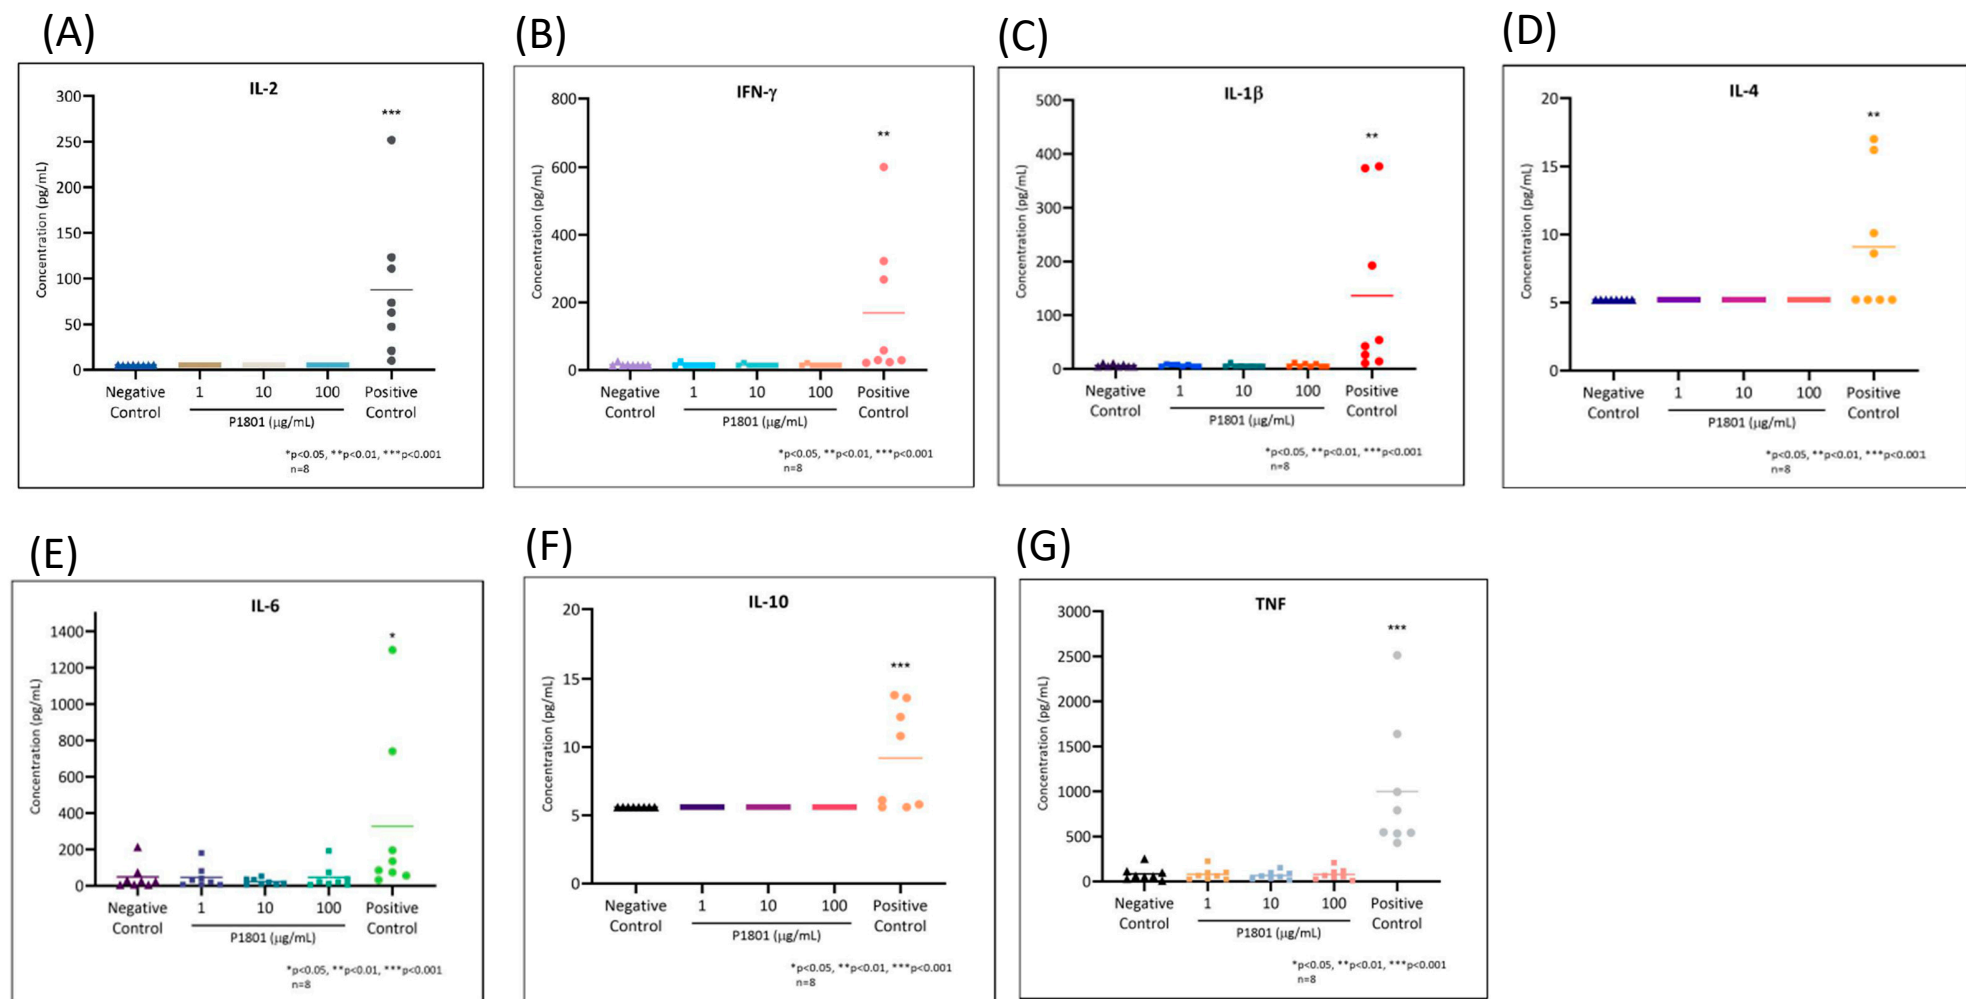 (A)
IL-2
Concentration (pg/mL)
300
250
200
150
100
50
0
***
Negative Control
1
10
100
Positive Control
P1801 (µg/mL)
*p<0.05, **p<0.01, ***p<0.001
n=8
(B)
IFN-γ
Concentration (pg/mL)
800
600
400
200
0
**
Negative Control
1
10
100
Positive Control
P1801 (µg/mL)
*p<0.05, **p<0.01, ***p<0.001
n=8
(C)
IL-1β
Concentration (pg/mL)
500
400
300
200
100
0
**
Negative Control
1
10
100
Positive Control
P1801 (µg/mL)
*p<0.05, **p<0.01, ***p<0.001
n=8
(D)
IL-4
Concentration (pg/mL)
20
15
10
5
0
**
Negative Control
1
10
100
Positive Control
P1801 (µg/mL)
*p<0.05, **p<0.01, ***p<0.001
n=8
(E)
IL-6
Concentration (pg/mL)
1400
1200
1000
800
600
400
200
0
*
Negative Control
1
10
100
Positive Control
P1801 (µg/mL)
*p<0.05, **p<0.01, ***p<0.001
n=8
(F)
IL-10
Concentration (pg/mL)
20
15
10
5
0
***
Negative Control
1
10
100
Positive Control
P1801 (µg/mL)
*p<0.05, **p<0.01, ***p<0.001
n=8
(G)
TNF
Concentration (pg/mL)
3000
2500
2000
1500
1000
500
0
***
Negative Control
1
10
100
Positive Control
P1801 (µg/mL)
*p<0.05, **p<0.01, ***p<0.001
n=8